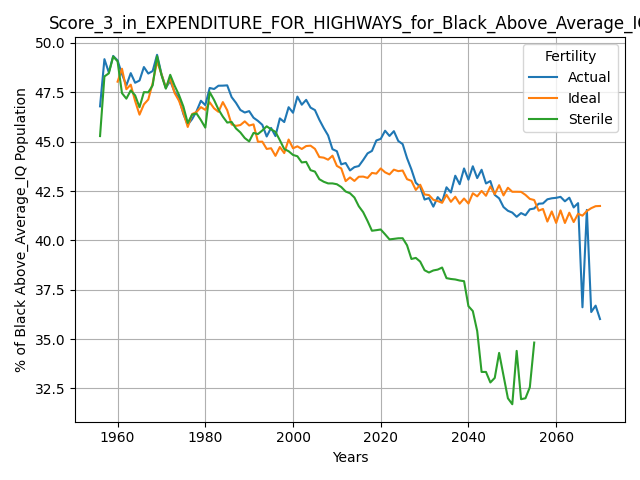 Score_3_in_EXPENDITURE_FOR_HIGHWAYS_for_Black_Above_Average_IQ
50.0
47.5
45.0
42.5
40.0
37.5
35.0
32.5
% of Black Above_Average_IQ Population
Fertility
Actual
Ideal
Sterile
1960
1980
2000
2020
2040
2060
Years